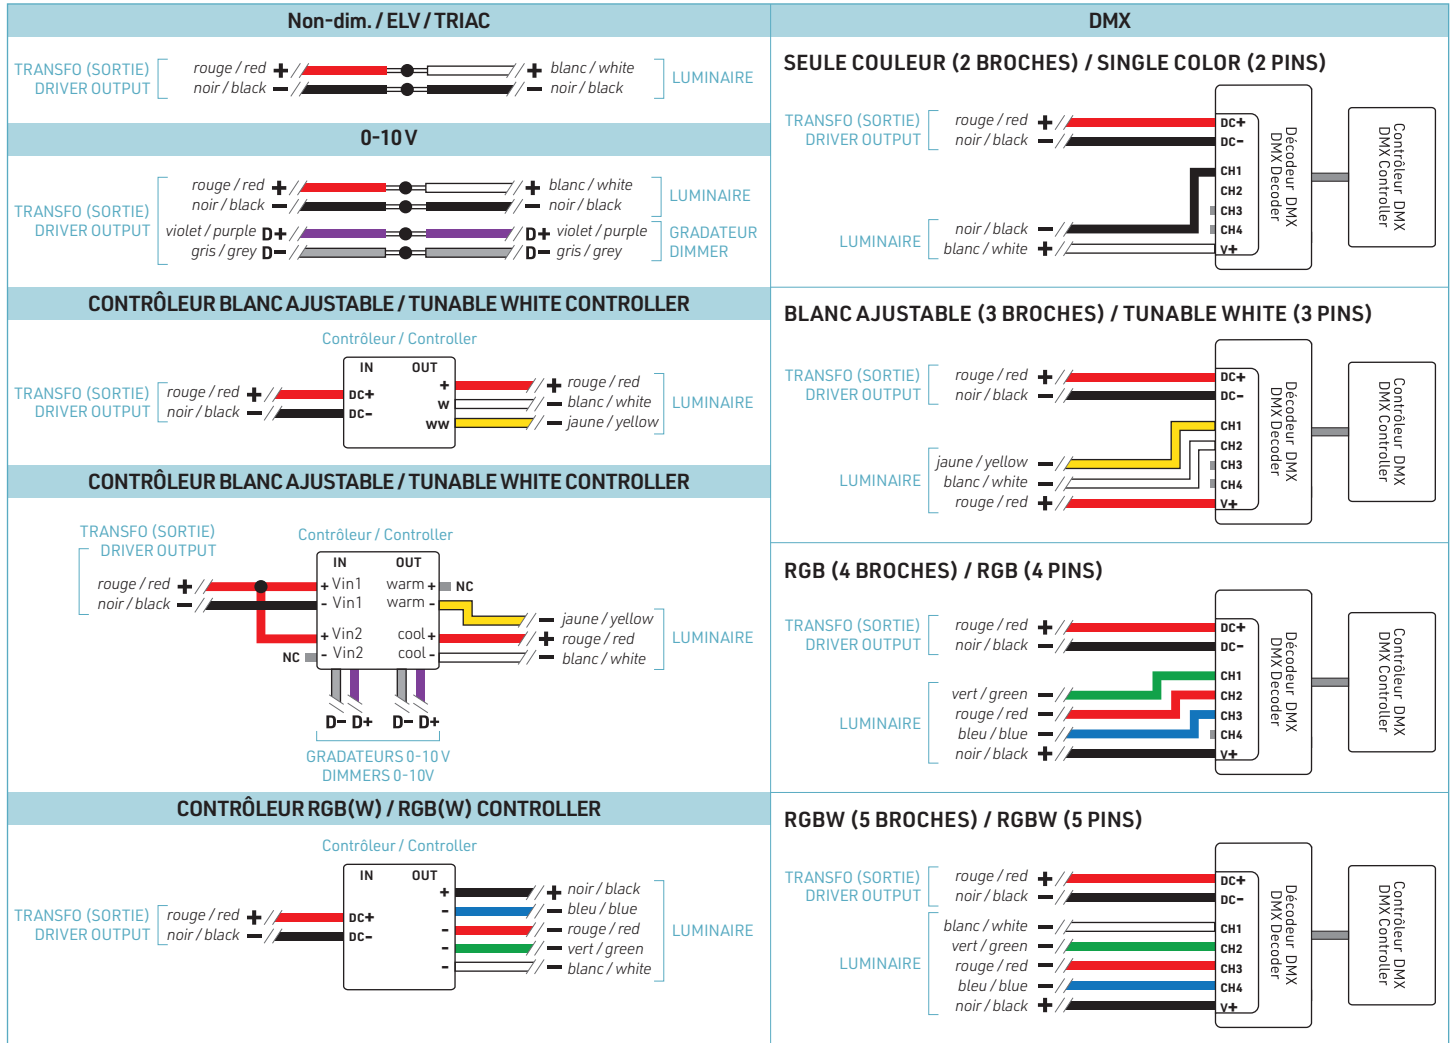 Non-dim. / ELV / TRIAC
TRANSFO (SORTIE)
DRIVER OUTPUT
rouge / red +
noir / black −
+ blanc / white
− noir / black
LUMINAIRE
0-10 V
TRANSFO (SORTIE)
DRIVER OUTPUT
rouge / red +
noir / black −
violet / purple D+
gris / grey D−
+ blanc / white
− noir / black
D+ violet / purple
D− gris / grey
LUMINAIRE
GRADATEUR
DIMMER
CONTRÔLEUR BLANC AJUSTABLE / TUNABLE WHITE CONTROLLER
Contrôleur / Controller
TRANSFO (SORTIE)
DRIVER OUTPUT
rouge / red +
noir / black −
IN OUT
DC+
DC−
+
W
WW
+ rouge / red
− blanc / white
− jaune / yellow
LUMINAIRE
CONTRÔLEUR BLANC AJUSTABLE / TUNABLE WHITE CONTROLLER
TRANSFO (SORTIE)
DRIVER OUTPUT
Contrôleur / Controller
rouge / red +
noir / black −
IN OUT
+ Vin1 warm + NC
- Vin1 warm -
+ Vin2 cool +
NC - Vin2 cool -
− jaune / yellow
+ rouge / red
− blanc / white
LUMINAIRE
D− D+ D− D+
GRADATEURS 0-10 V
DIMMERS 0-10V
CONTRÔLEUR RGB(W) / RGB(W) CONTROLLER
Contrôleur / Controller
TRANSFO (SORTIE)
DRIVER OUTPUT
rouge / red +
noir / black −
IN OUT
DC+
DC−
+
-
-
-
-
+ noir / black
− bleu / blue
− rouge / red
− vert / green
− blanc / white
LUMINAIRE
DMX
SEULE COULEUR (2 BROCHES) / SINGLE COLOR (2 PINS)
TRANSFO (SORTIE)
DRIVER OUTPUT
rouge / red +
noir / black −
LUMINAIRE
noir / black −
blanc / white +
DC+
DC−
CH1
CH2
CH3
CH4
V+
Décodeur DMX
DMX Decoder
Contrôleur DMX
DMX Controller
BLANC AJUSTABLE (3 BROCHES) / TUNABLE WHITE (3 PINS)
TRANSFO (SORTIE)
DRIVER OUTPUT
rouge / red +
noir / black −
LUMINAIRE
jaune / yellow −
blanc / white −
rouge / red +
DC+
DC−
CH1
CH2
CH3
CH4
V+
Décodeur DMX
DMX Decoder
Contrôleur DMX
DMX Controller
RGB (4 BROCHES) / RGB (4 PINS)
TRANSFO (SORTIE)
DRIVER OUTPUT
rouge / red +
noir / black −
LUMINAIRE
vert / green −
rouge / red −
bleu / blue −
noir / black +
DC+
DC−
CH1
CH2
CH3
CH4
V+
Décodeur DMX
DMX Decoder
Contrôleur DMX
DMX Controller
RGBW (5 BROCHES) / RGBW (5 PINS)
TRANSFO (SORTIE)
DRIVER OUTPUT
rouge / red +
noir / black −
LUMINAIRE
blanc / white −
vert / green −
rouge / red −
bleu / blue −
noir / black +
DC+
DC−
CH1
CH2
CH3
CH4
V+
Décodeur DMX
DMX Decoder
Contrôleur DMX
DMX Controller